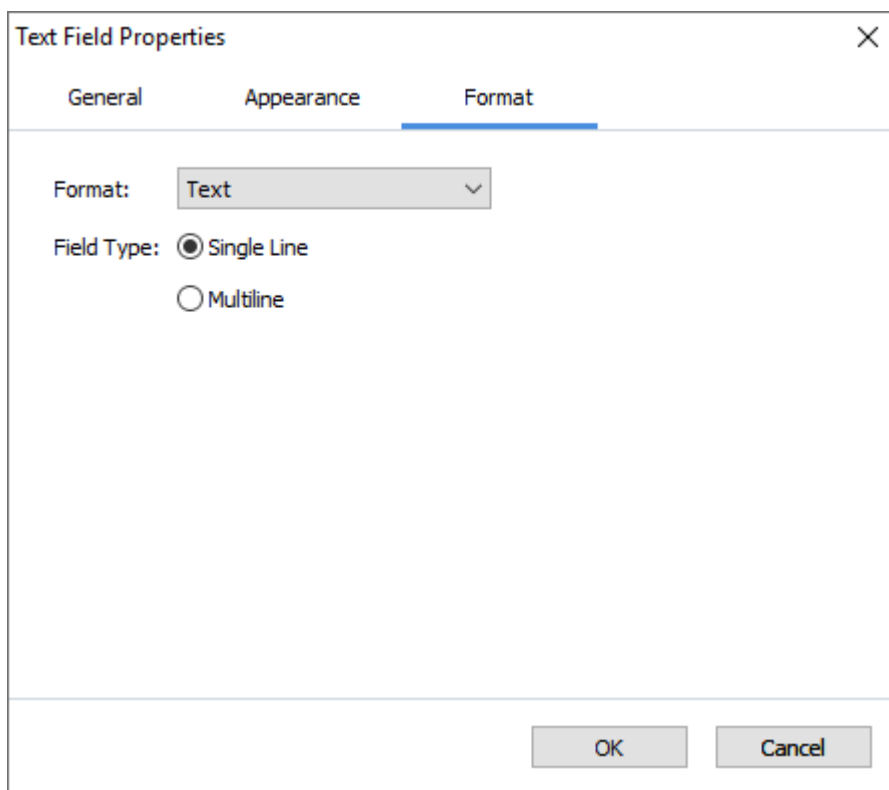 Text Field Properties
General Appearance Format
Format: Text
Field Type: Single Line
Multiline
OK Cancel